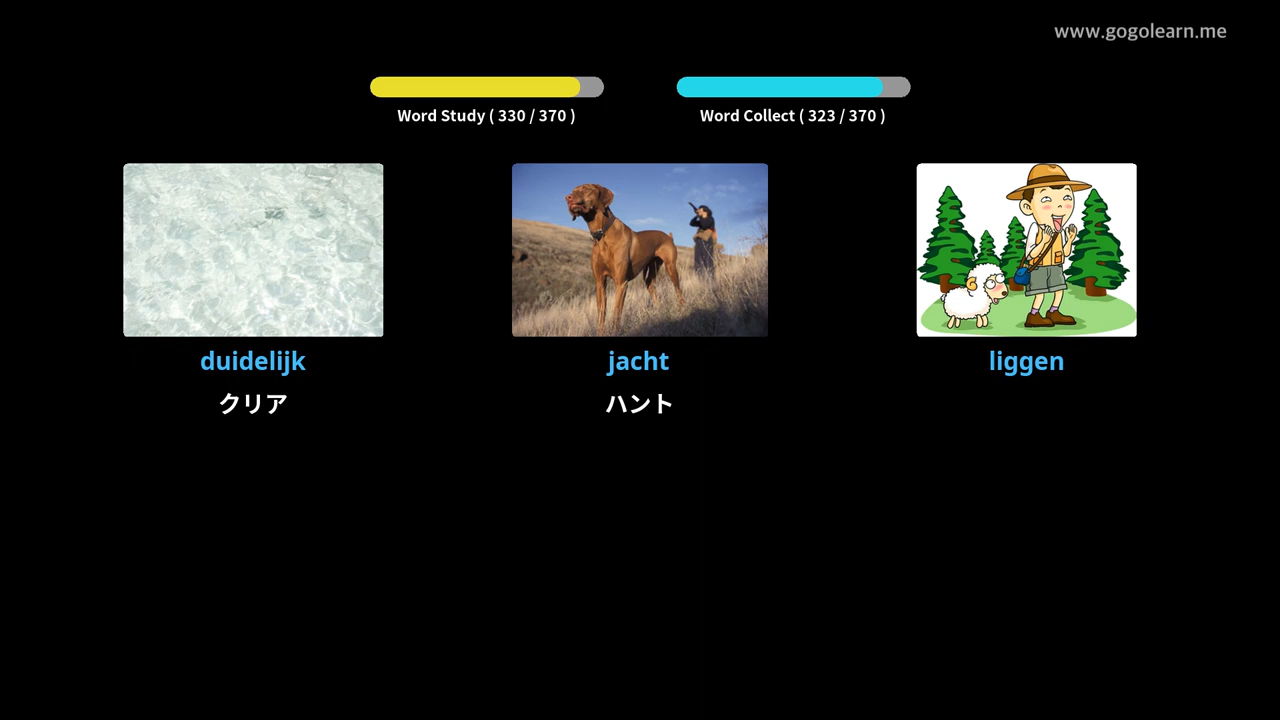 www.gogolearn.me
Word Study ( 330 / 370 )
Word Collect ( 323 / 370 )
duidelijk
jacht
liggen
クリア
ハント